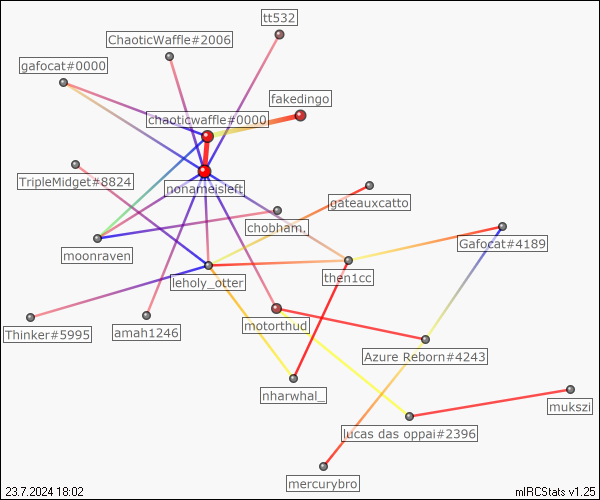 tt532
ChaoticWaffle#2006
gafocat#0000
fakedingo
chaoticwaffle#0000
TripleMidget#8824
nonameisleft
gateauxcatto
chobham.
Gafocat#4189
moonraven
then1cc
leholy_otter
motorthud
Thinker#5995
amah1246
Azure Reborn#4243
nharwhal_
mukszi
lucas das oppai#2396
mercurybro
23.7.2024 18:02
mIRCStats v1.25